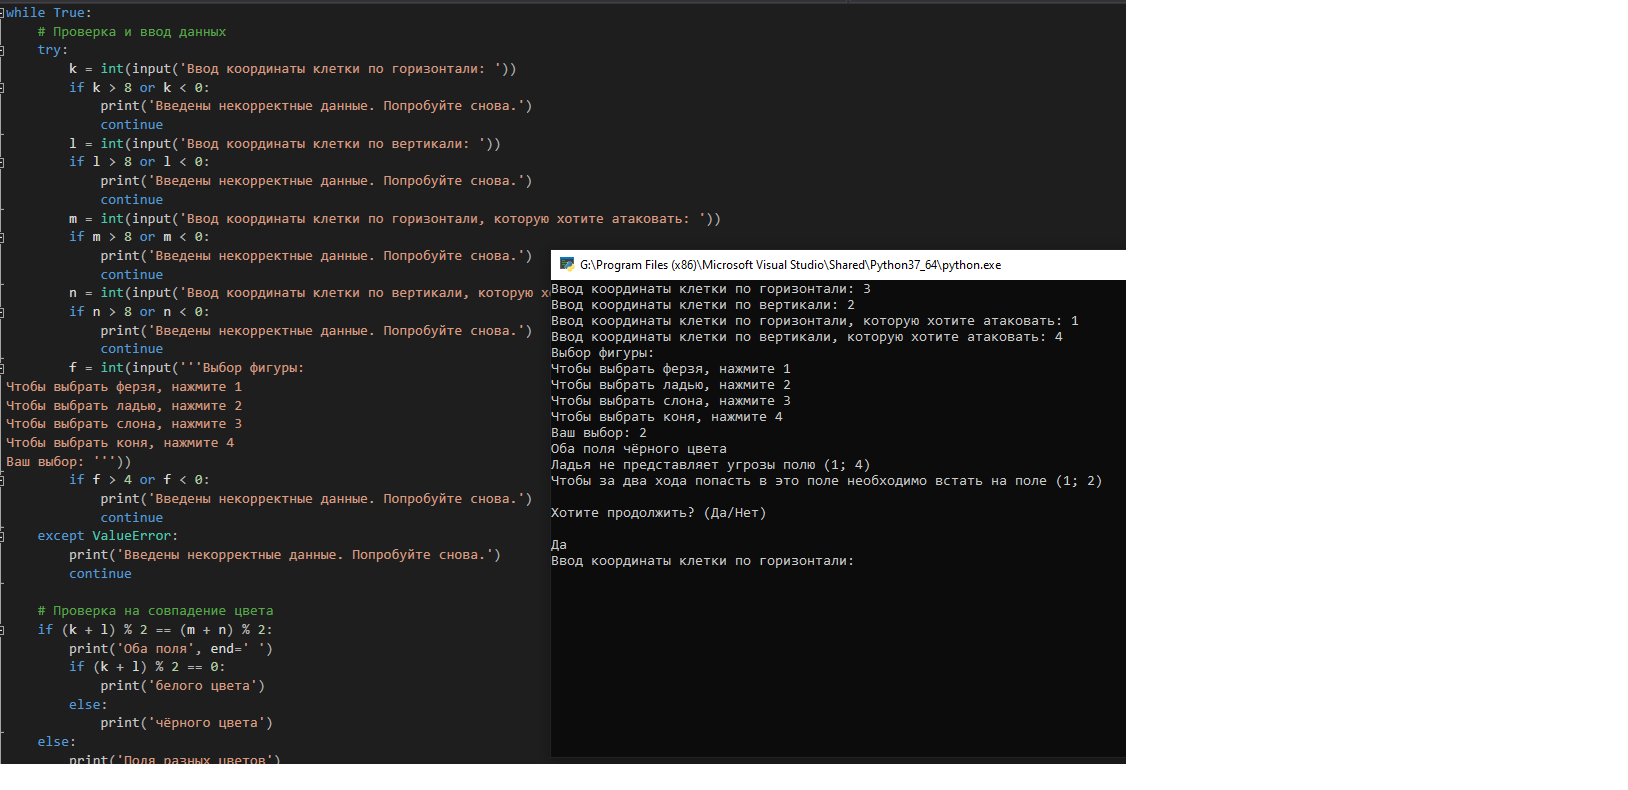 while True:
# Проверка и ввод данных
try:
k = int(input('Ввод координаты клетки по горизонтали: '))
if k > 8 or k < 0:
print('Введены некорректные данные. Попробуйте снова.')
continue
l = int(input('Ввод координаты клетки по вертикали: '))
if l > 8 or l < 0:
print('Введены некорректные данные. Попробуйте снова.')
continue
m = int(input('Ввод координаты клетки по горизонтали, которую хотите атаковать: '))
if m > 8 or m < 0:
print('Введены некорректные данные. Попробуйте снова.')
continue
n = int(input('Ввод координаты клетки по вертикали, которую
if n > 8 or n < 0:
print('Введены некорректные данные. Попробуйте снова.')
continue
f = int(input('''Выбор фигуры:
Чтобы выбрать ферзя, нажмите 1
Чтобы выбрать ладью, нажмите 2
Чтобы выбрать слона, нажмите 3
Чтобы выбрать коня, нажмите 4
Ваш выбор: '''))
if f > 4 or f < 0:
print('Введены некорректные данные. Попробуйте снова.')
continue
except ValueError:
print('Введены некорректные данные. Попробуйте снова.')
continue
# Проверка на совпадение цвета
if (k + l) % 2 == (m + n) % 2:
print('Оба поля', end=' ')
if (k + l) % 2 == 0:
print('белого цвета')
else:
print('чёрного цвета')
else:
print('Поля разных цветов')
G:\Program Files (x86)\Microsoft Visual Studio\Shared\Python37_64\python.exe
Ввод координаты клетки по горизонтали: 3
Ввод координаты клетки по вертикали: 2
Ввод координаты клетки по горизонтали, которую хотите атаковать: 1
Ввод координаты клетки по вертикали, которую хотите атаковать: 4
Выбор фигуры:
Чтобы выбрать ферзя, нажмите 1
Чтобы выбрать ладью, нажмите 2
Чтобы выбрать слона, нажмите 3
Чтобы выбрать коня, нажмите 4
Ваш выбор: 2
Оба поля чёрного цвета
Ладья не представляет угрозы полю (1; 4)
Чтобы за два хода попасть в это поле необходимо встать на поле (1; 2)
Хотите продолжить? (Да/Нет)
Да
Ввод координаты клетки по горизонтали: